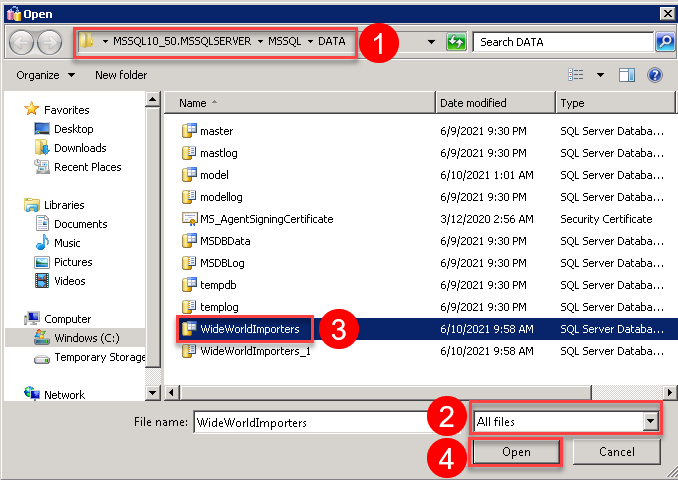 Open
MSSQL10_50.MSSQLSERVER MSSQL DATA
1
Search DATA
Organize
New folder
Name
Date modified
Type
Favorites
Desktop
Downloads
Recent Places
Libraries
Documents
Music
Pictures
Videos
Computer
Windows (C:)
Temporary Storage
Network
master 6/9/2021 9:30 PM SQL Server Databa...
mastlog 6/9/2021 9:30 PM SQL Server Databa...
model 6/10/2021 1:01 AM SQL Server Databa...
modellog 6/9/2021 9:30 PM SQL Server Databa...
MS_AgentSigningCertificate 3/12/2020 2:56 AM Security Certificate
MSDBData 6/9/2021 9:30 PM SQL Server Databa...
MSDBLog 6/9/2021 9:30 PM SQL Server Databa...
tempdb 6/9/2021 9:30 PM SQL Server Databa...
templog 6/9/2021 9:30 PM SQL Server Databa...
WideWorldImporters 3 6/10/2021 9:58 AM SQL Server Databa...
WideWorldImporters_1 6/10/2021 9:58 AM SQL Server Databa...
File name: WideWorldImporters
2
All files
4
Open
Cancel